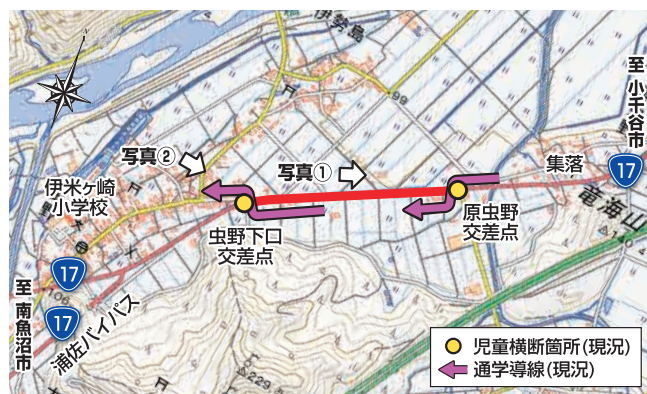 伊勢島
至 小千谷市
17
集落
竜海山
99
写真②
写真①
伊米ヶ崎
小学校
虫野下口
交差点
原虫野
交差点
17
106
17
浦佐バイパス
至 南魚沼市
229
児童横断箇所(現況)
通学導線(現況)